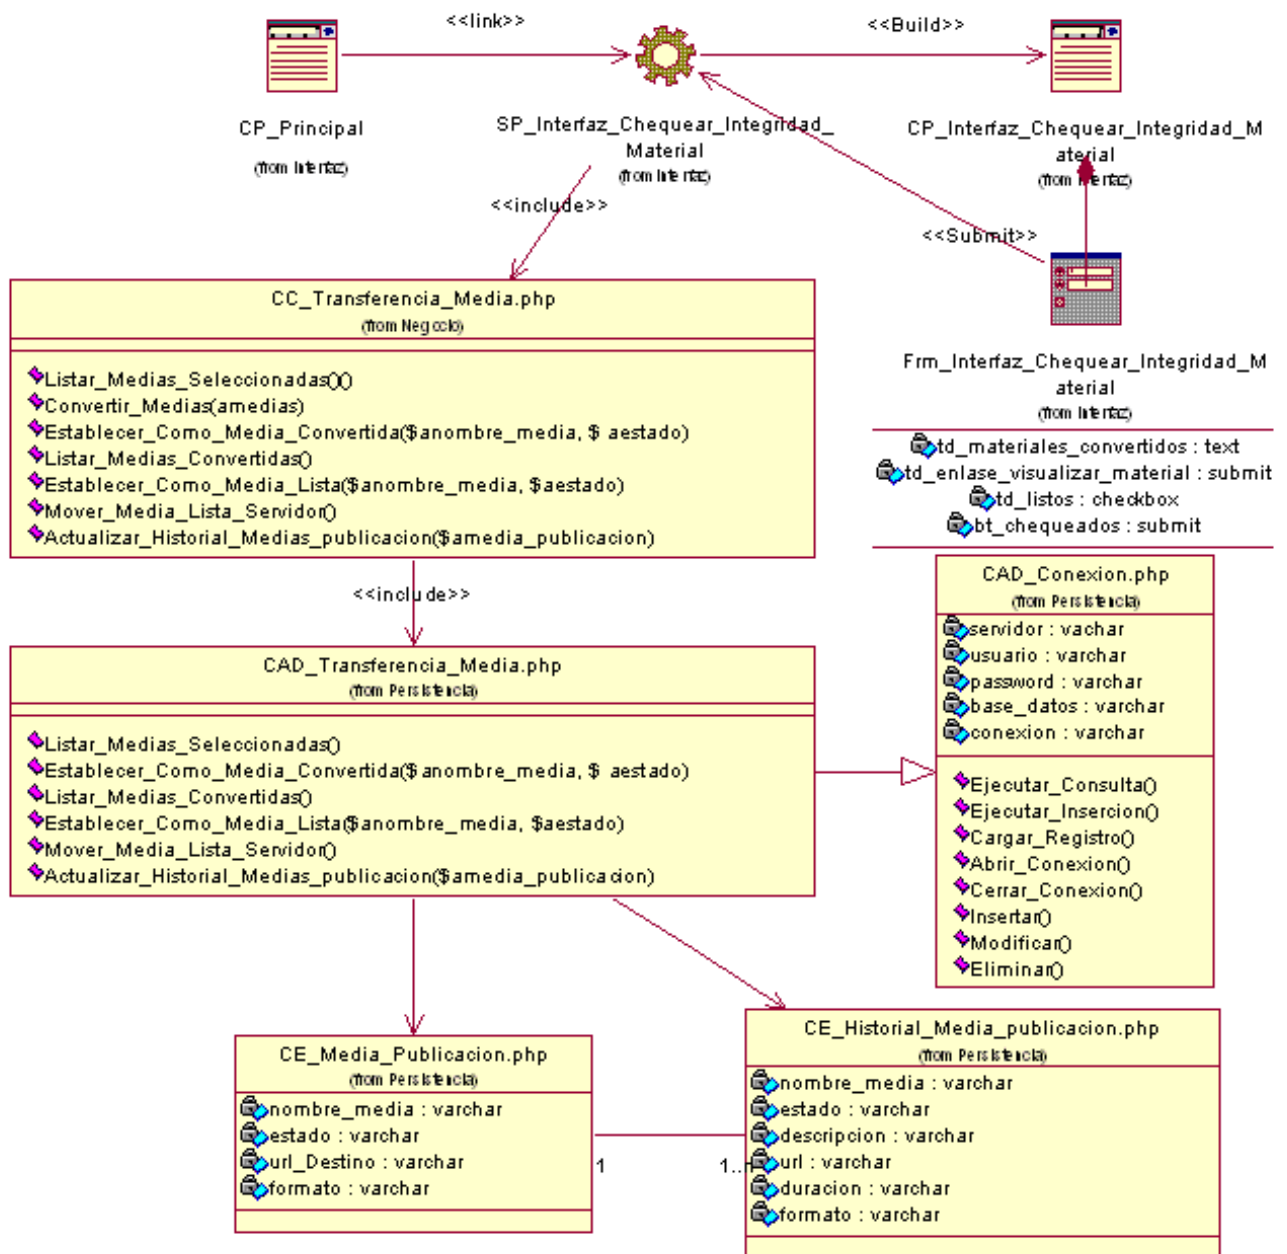 <<link>>
<<Build>>
CP_Principal
(from Interfaz)
SP_Interfaz_Chequear_Integridad_
Material
(from Interfaz)
CP_Interfaz_Chequear_Integridad_M
aterial
(from Interfaz)
<<include>>
<<Submit>>
CC_Transferencia_Media.php
(from Negocio)
Listar_Medias_Seleccionadas()()
Convertir_Medias(amedias)
Establecer_Como_Media_Convertida($anombre_media, $ aestado)
Listar_Medias_Convertidas()
Establecer_Como_Media_Lista($anombre_media, $aestado)
Mover_Media_Lista_Servidor()
Actualizar_Historial_Medias_publicacion($amedia_publicacion)
Frm_Interfaz_Chequear_Integridad_M
aterial
(from Interfaz)
td_materiales_convertidos : text
td_enlase_visualizar_material : submit
td_listos : checkbox
bt_chequeados : submit
<<include>>
CAD_Conexion.php
(from Persistencia)
servidor : vachar
usuario : varchar
password : varchar
base_datos : varchar
conexion : varchar
Ejecutar_Consulta()
Ejecutar_Insercion()
Cargar_Registro()
Abrir_Conexion()
Cerrar_Conexion()
Insertar()
Modificar()
Eliminar()
CAD_Transferencia_Media.php
(from Persistencia)
Listar_Medias_Seleccionadas()
Establecer_Como_Media_Convertida($anombre_media, $ aestado)
Listar_Medias_Convertidas()
Establecer_Como_Media_Lista($anombre_media, $aestado)
Mover_Media_Lista_Servidor()
Actualizar_Historial_Medias_publicacion($amedia_publicacion)
CE_Media_Publicacion.php
(from Persistencia)
nombre_media : varchar
estado : varchar
url_Destino : varchar
formato : varchar
1
1..n
CE_Historial_Media_publicacion.php
(from Persistencia)
nombre_media : varchar
estado : varchar
descripcion : varchar
url : varchar
duracion : varchar
formato : varchar